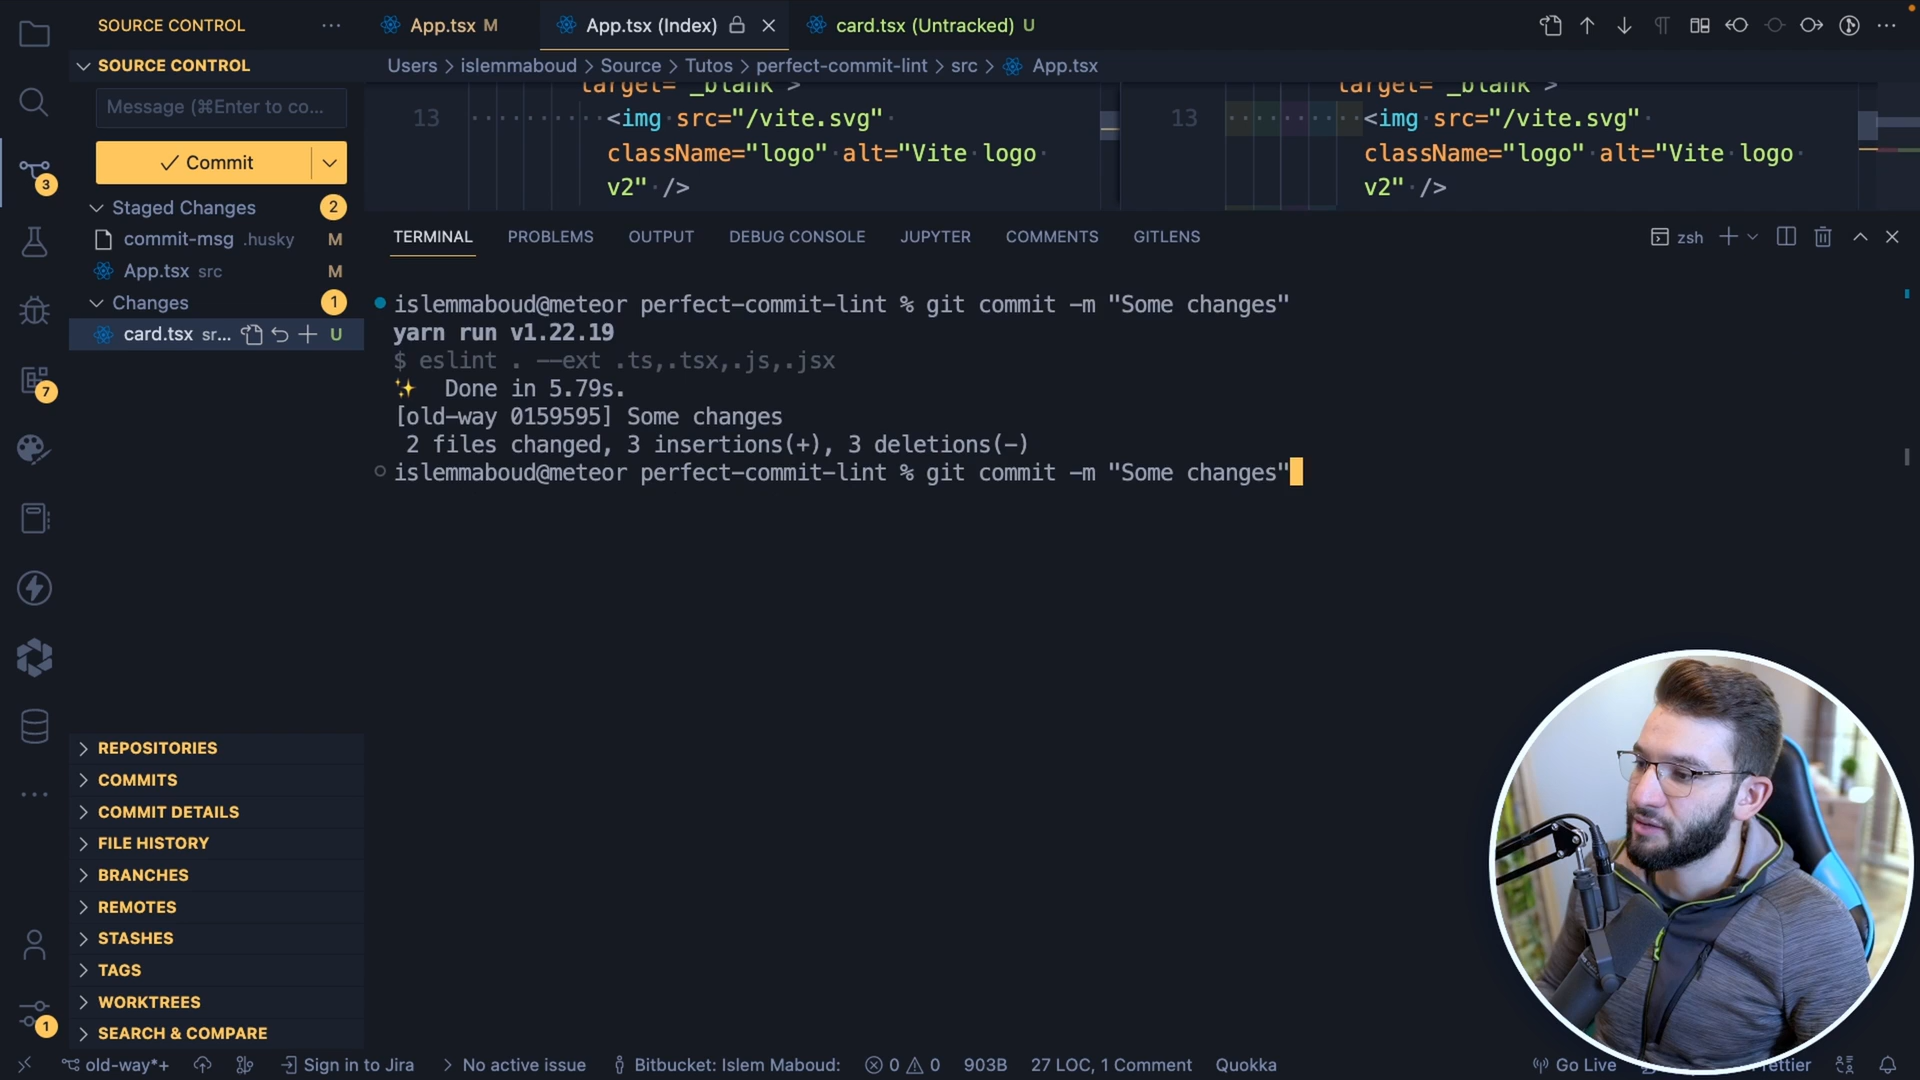 SOURCE CONTROL
App.tsx M
App.tsx (Index)
card.tsx (Untracked) U
SOURCE CONTROL
Users > islemmaboud > Source > Tutos > perfect-commit-lint > src > App.tsx
Message (⌘Enter to co...
Commit
Staged Changes 2
commit-msg .husky M
App.tsx src M
Changes 1
card.tsx sr... U
3
7
1
target="_blank">
13 <img src="/vite.svg"
className="logo" alt="Vite logo
v2" />
target="_blank">
13 <img src="/vite.svg"
className="logo" alt="Vite logo
v2" />
TERMINAL PROBLEMS OUTPUT DEBUG CONSOLE JUPYTER COMMENTS GITLENS
zsh
islemmaboud@meteor perfect-commit-lint % git commit -m "Some changes"
yarn run v1.22.19
$ eslint . --ext .ts,.tsx,.js,.jsx
✨ Done in 5.79s.
[old-way 0159595] Some changes
2 files changed, 3 insertions(+), 3 deletions(-)
islemmaboud@meteor perfect-commit-lint % git commit -m "Some changes"
REPOSITORIES
COMMITS
COMMIT DETAILS
FILE HISTORY
BRANCHES
REMOTES
STASHES
TAGS
WORKTREES
SEARCH & COMPARE
old-way*+
Sign in to Jira
No active issue
Bitbucket: Islem Maboud:
0 0
903B
27 LOC, 1 Comment
Quokka
Go Live